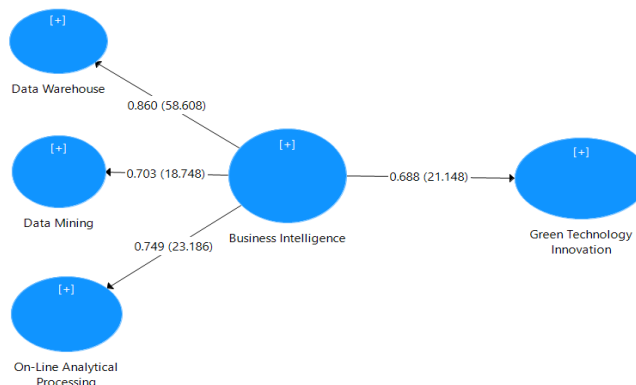 [+]
Data Warehouse
0.860 (58.608)
[+]
Data Mining
0.703 (18.748)
[+]
Business Intelligence
0.688 (21.148)
[+]
Green Technology
Innovation
0.749 (23.186)
[+]
On-Line Analytical
Processing